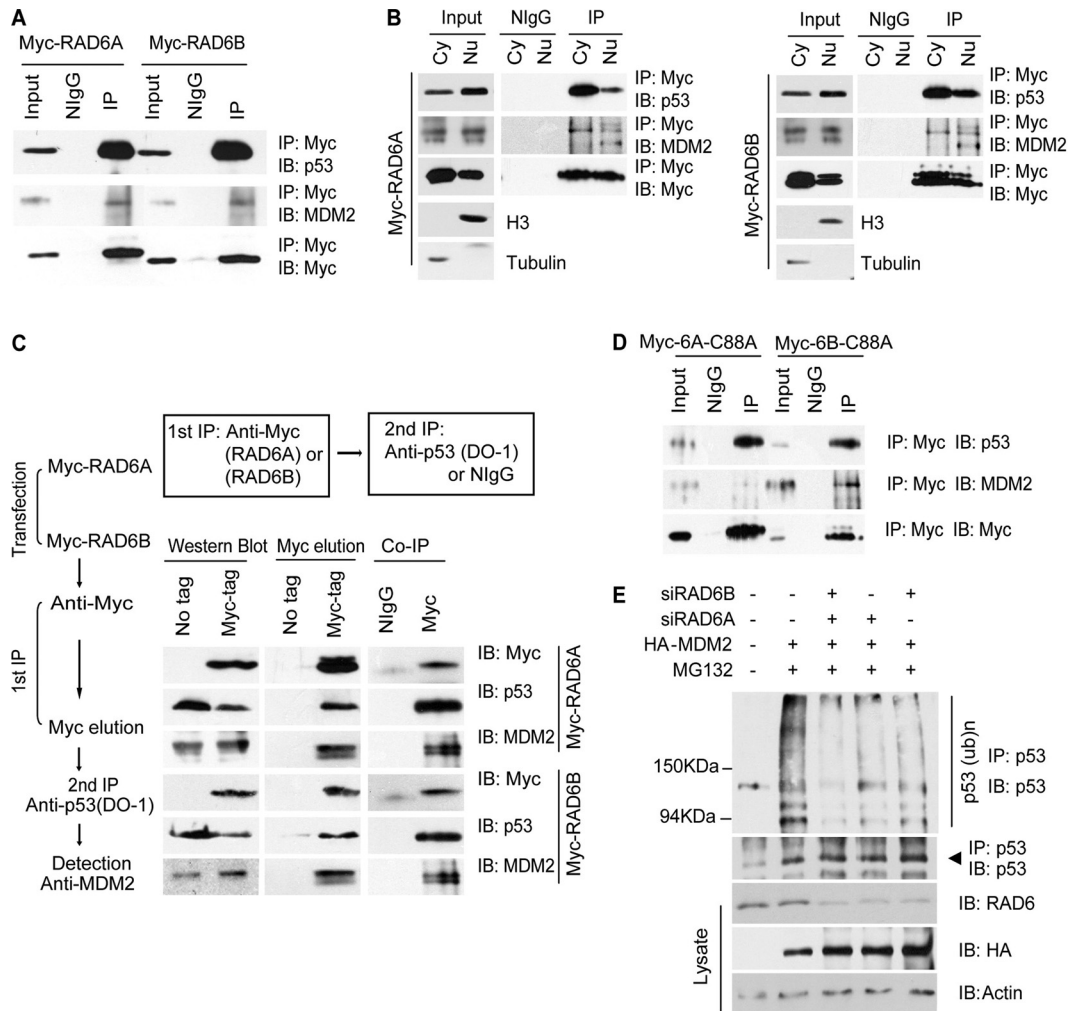 A
Myc-RAD6A Myc-RAD6B
Input NIgG IP Input NIgG IP
IP: Myc
IB: p53
IP: Myc
IB: MDM2
IP: Myc
IB: Myc
B
Input NIgG IP
Cy Nu Cy Nu Cy Nu
Myc-RAD6A
IP: Myc
IB: p53
IP: Myc
IB: MDM2
IP: Myc
IB: Myc
H3
Tubulin
Input NIgG IP
Cy Nu Cy Nu Cy Nu
Myc-RAD6B
IP: Myc
IB: p53
IP: Myc
IB: MDM2
IP: Myc
IB: Myc
H3
Tubulin
C
Transfection
Myc-RAD6A
Myc-RAD6B
1st IP
Anti-Myc
Myc elution
2nd IP
Anti-p53(DO-1)
Detection
Anti-MDM2
1st IP: Anti-Myc
(RAD6A) or
(RAD6B)
2nd IP:
Anti-p53 (DO-1)
or NIgG
Western Blot Myc elution Co-IP
No tag Myc-tag No tag Myc-tag NIgG Myc
IB: Myc
IB: p53
IB: MDM2
Myc-RAD6A
IB: Myc
IB: p53
IB: MDM2
Myc-RAD6B
D
Myc-6A-C88A Myc-6B-C88A
Input NIgG IP Input NIgG IP
IP: Myc IB: p53
IP: Myc IB: MDM2
IP: Myc IB: Myc
E
siRAD6B - - + - +
siRAD6A - - + + -
HA-MDM2 - + + + +
MG132 - + + + +
150KDa
94KDa
p53 (ub)n
IP: p53
IB: p53
IP: p53
IB: p53
Lysate
IB: RAD6
IB: HA
IB:Actin